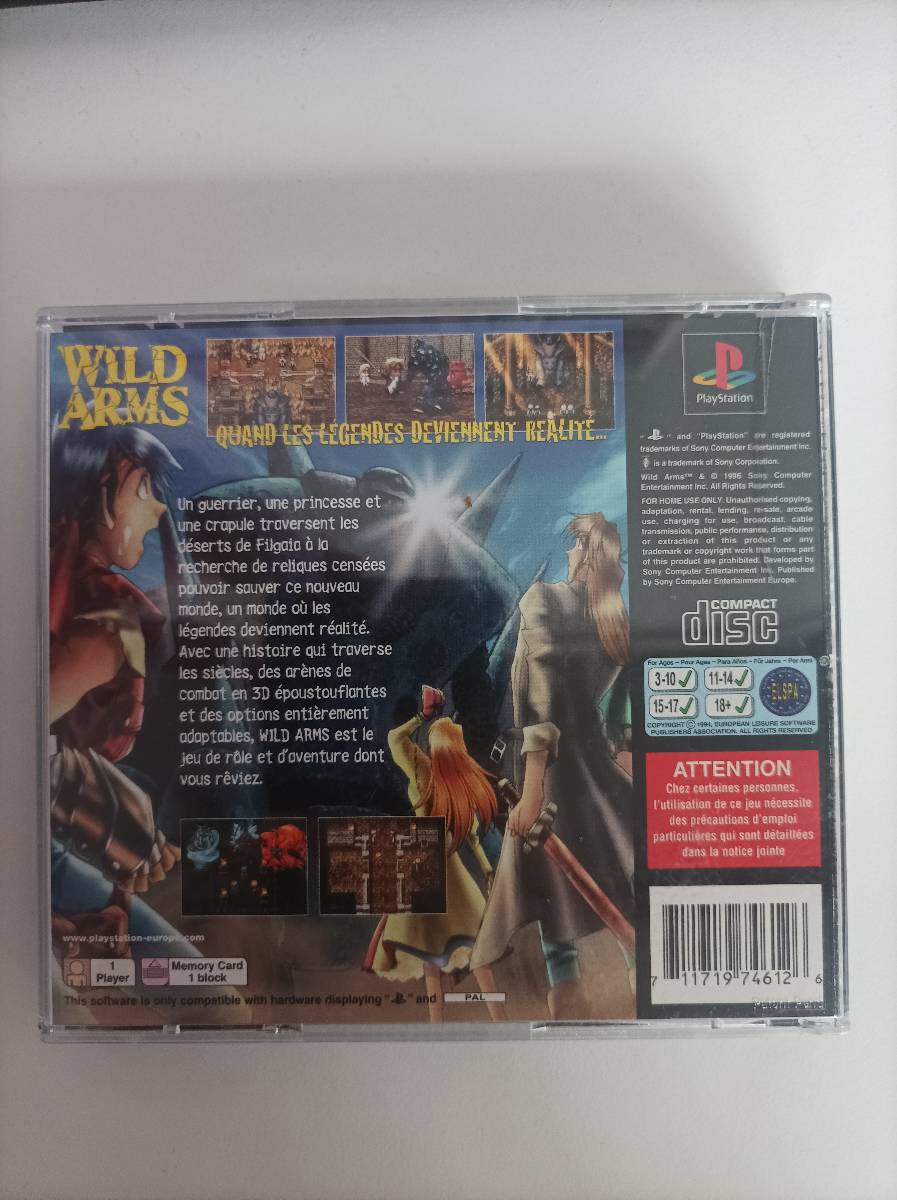 WILD
ARMS
QUAND LES LÉGENDES DEVIENNENT RÉALITÉ...
Un guerrier, une princesse et
une crapule traversent les
déserts de Filgaia à la
recherche de reliques censées
pouvoir sauver ce nouveau
monde, un monde où les
légendes deviennent réalité.
Avec une histoire qui traverse
les siècles, des arènes de
combat en 3D époustouflantes
et des options entièrement
adaptables, WILD ARMS est le
jeu de rôle et d'aventure dont
vous rêviez.
www.playstation-europe.com
1
Player
Memory Card
1 block
This software is only compatible with hardware displaying " " and PAL
PlayStation
" " and "PlayStation" are registered
trademarks of Sony Computer Entertainment Inc.
is a trademark of Sony Corporation.
Wild Arms™ & © 1996 Sony Computer
Entertainment Inc. All Rights Reserved.
FOR HOME USE ONLY. Unauthorised copying,
adaptation, rental, lending, re-sale, arcade
use, charging for use, broadcast, cable
transmission, public performance, distribution
or extraction of this product or any
trademark or copyright work that forms part
of this product are prohibited. Developed by
Sony Computer Entertainment Inc. Published
by Sony Computer Entertainment Europe.
COMPACT
disc
For Ages – Pour Ages – Para Años – Für Jahre – Per Anni
3-10 11-14
15-17 18+
ELSPA
COPYRIGHT © 1994, EUROPEAN LEISURE SOFTWARE
PUBLISHERS ASSOCIATION. ALL RIGHTS RESERVED
ATTENTION
Chez certaines personnes,
l'utilisation de ce jeu nécessite
des précautions d'emploi
particulières qui sont détaillées
dans la notice jointe
7 11719 74612 6